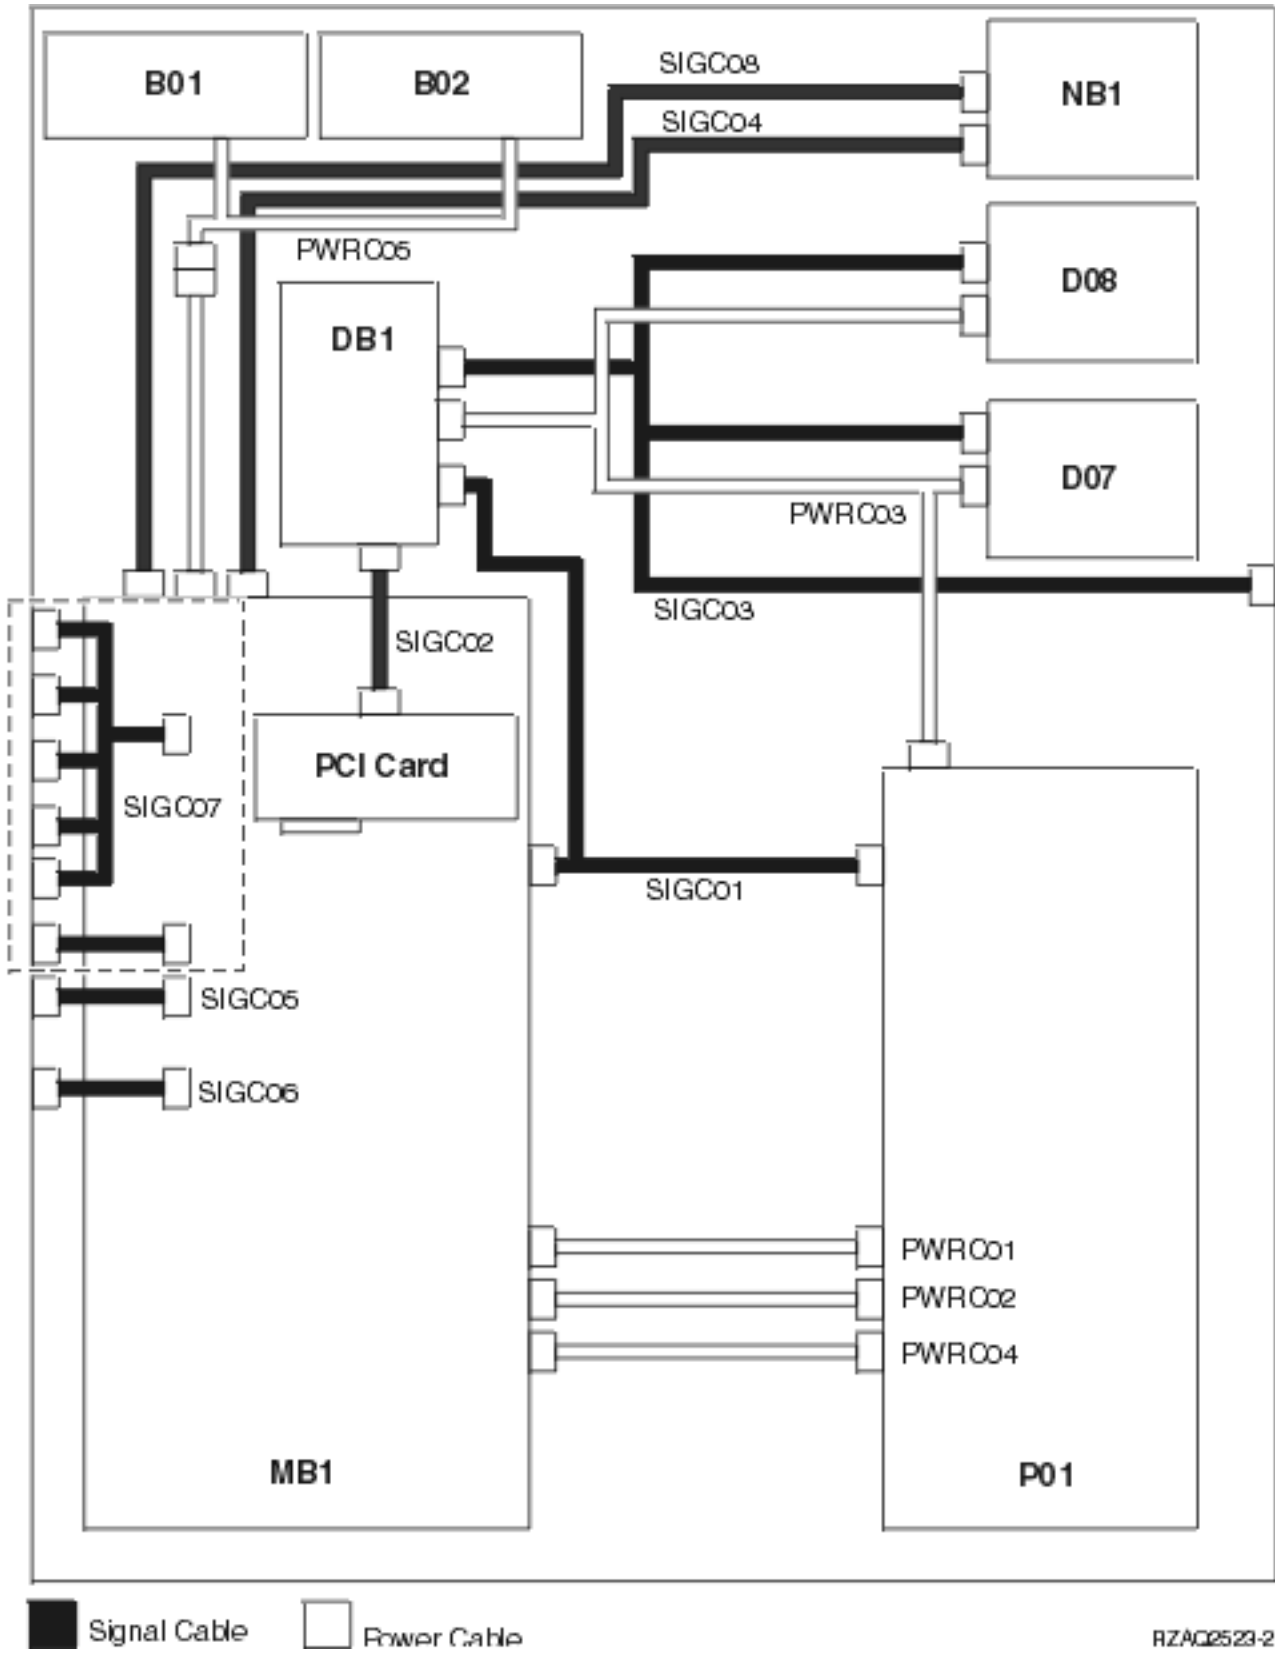 B01
B02
SIGC08
NB1
SIGC04
PWRC05
DB1
D08
D07
PWRC03
SIGC03
SIGC02
PCI Card
SIGC07
SIGC01
SIGC05
SIGC06
PWRC01
PWRC02
PWRC04
MB1
P01
Signal Cable
Power Cable
RZAQ2523-2